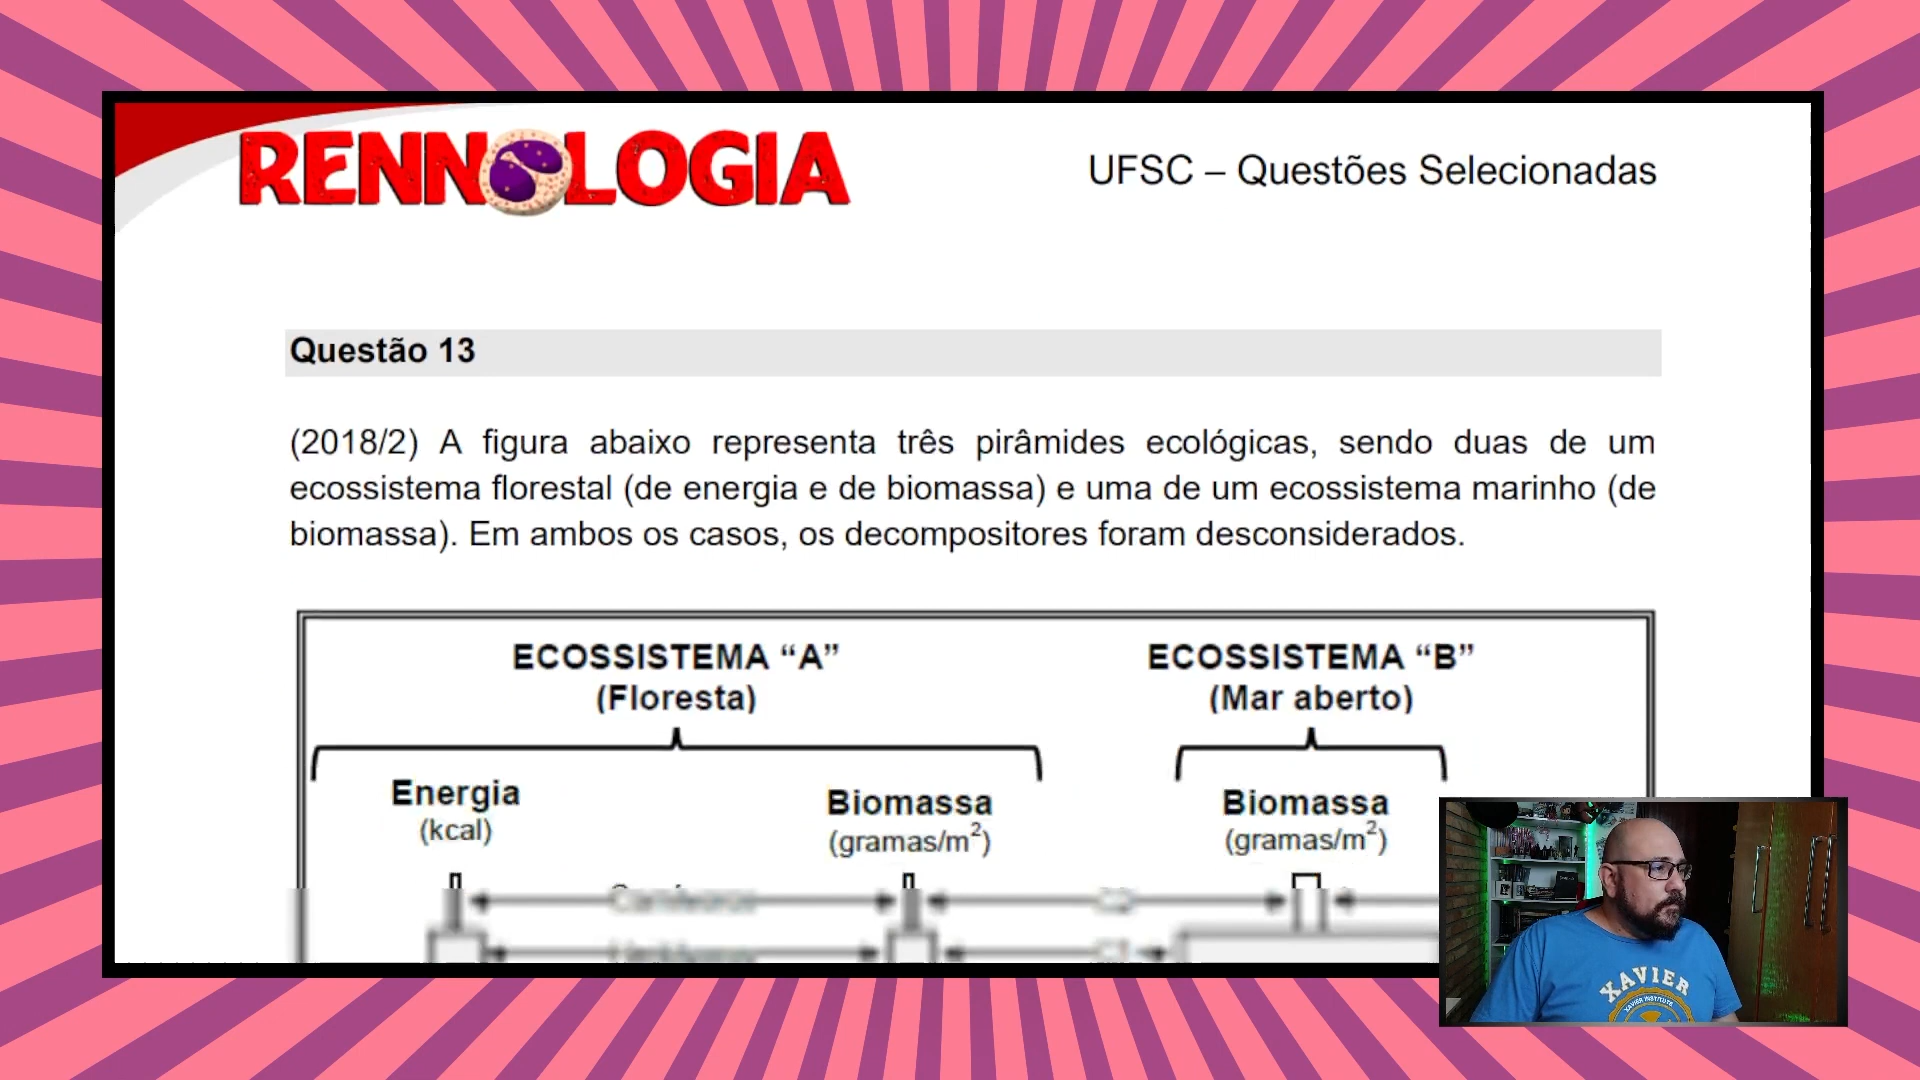 RENNOLOGIA
UFSC – Questões Selecionadas
Questão 13
(2018/2) A figura abaixo representa três pirâmides ecológicas, sendo duas de um
ecossistema florestal (de energia e de biomassa) e uma de um ecossistema marinho (de
biomassa). Em ambos os casos, os decompositores foram desconsiderados.
ECOSSISTEMA “A”
(Floresta)
ECOSSISTEMA “B”
(Mar aberto)
Energia
(kcal)
Biomassa
(gramas/m²)
Biomassa
(gramas/m²)
XAVIER
XAVIER INSTITUTE